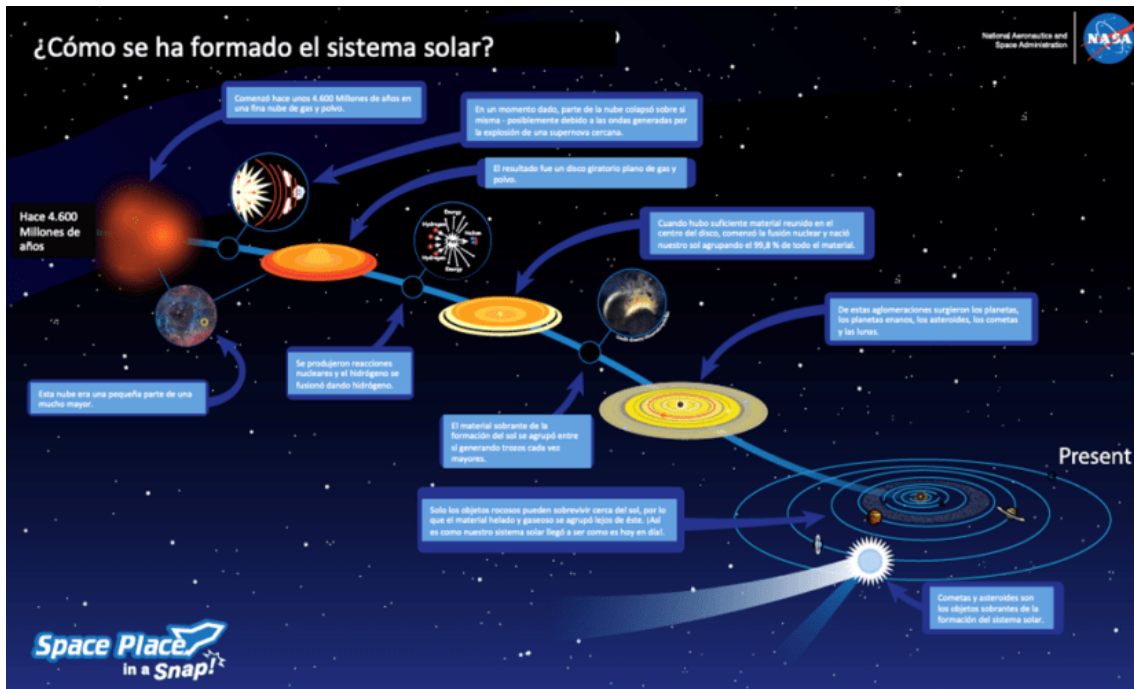 ¿Cómo se ha formado el sistema solar?
National Aeronautics and
Space Administration
NASA
Comenzó hace unos 4.600 Millones de años en
una fina nube de gas y polvo.
En un momento dado, parte de la nube colapsó sobre si
misma - posiblemente debido a las ondas generadas por
la explosión de una supernova cercana.
El resultado fue un disco giratorio plano de gas y
polvo.
Hace 4.600
Millones de
años
Energy
Hydrogen
Hydrogen
Energy
Cuando hubo suficiente material reunido en el
centro del disco, comenzó la fusión nuclear y nació
nuestro sol agrupando el 99,8 % de todo el material.
De estas aglomeraciones surgieron los planetas,
los planetas enanos, los asteroides, los cometas
y las lunas.
Se produjeron reacciones
nucleares y el hidrógeno se
fusionó dando hidrógeno.
Esta nube era una pequeña parte de una
mucho mayor.
El material sobrante de la
formación del sol se agrupó entre
sí generando trozos cada vez
mayores.
Present
Solo los objetos rocosos pueden sobrevivir cerca del sol, por
lo que el material helado y gaseoso se agrupó lejos de éste. ¡Así
es como nuestro sistema solar llegó a ser como es hoy en día!.
Cometas y asteroides son
los objetos sobrantes de la
formación del sistema solar.
Space Place
in a Snap!